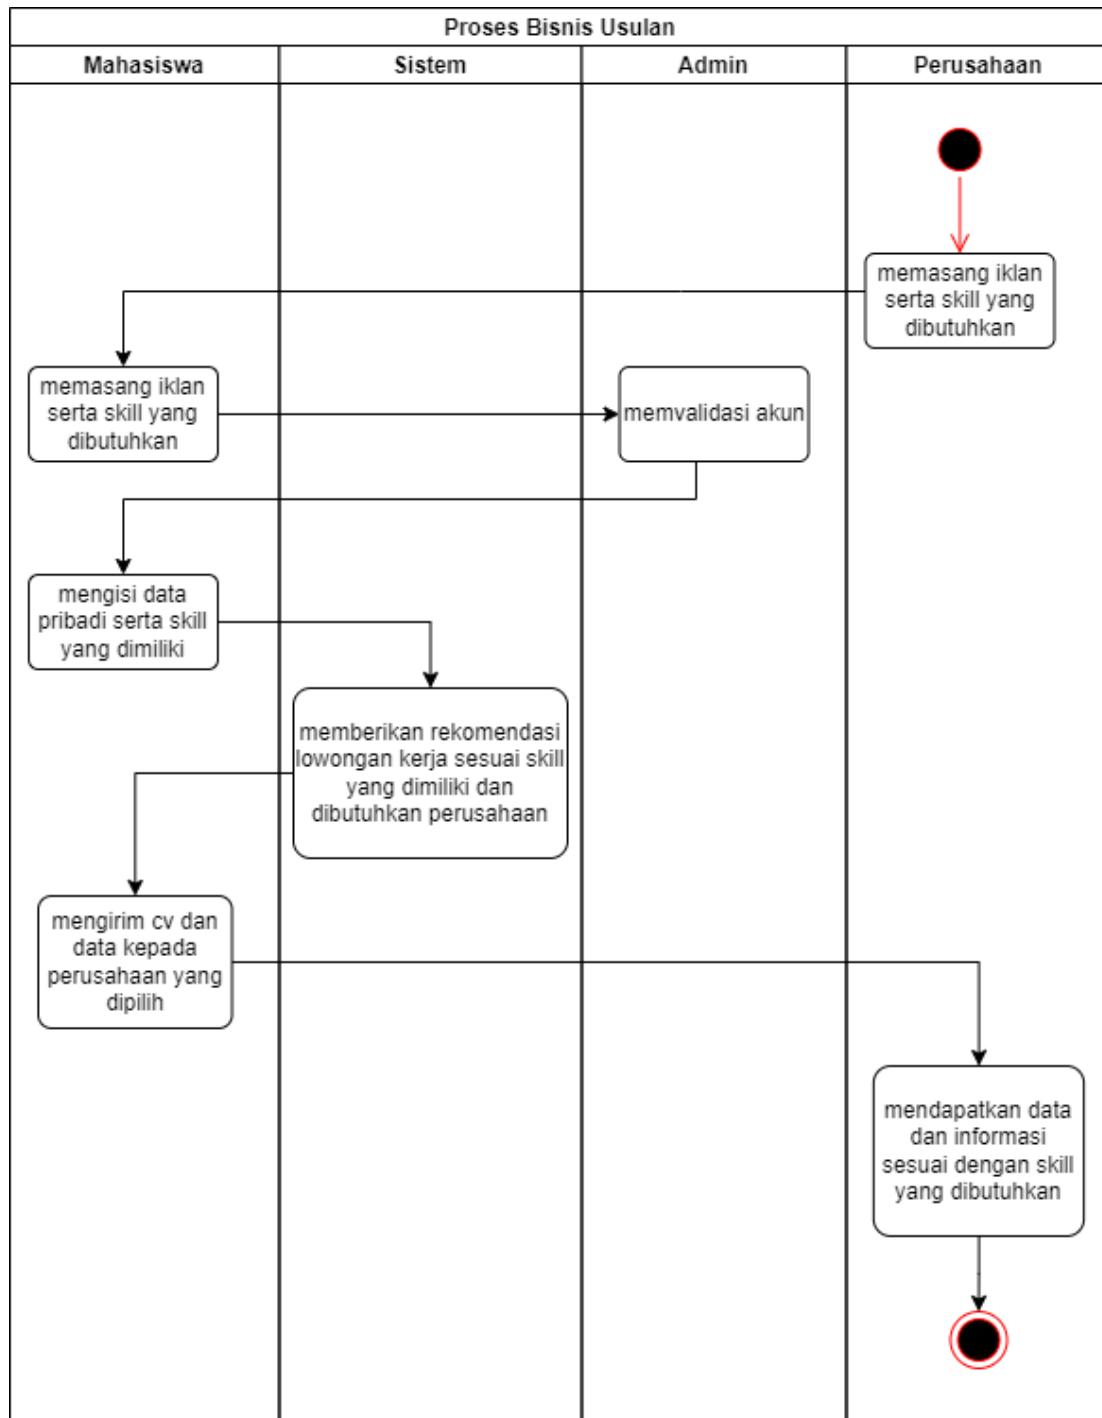 Proses Bisnis Usulan
Mahasiswa
Sistem
Admin
Perusahaan
memasang iklan
serta skill yang
dibutuhkan
memasang iklan
serta skill yang
dibutuhkan
memvalidasi akun
mengisi data
pribadi serta skill
yang dimiliki
memberikan rekomendasi
lowongan kerja sesuai skill
yang dimiliki dan
dibutuhkan perusahaan
mengirim cv dan
data kepada
perusahaan yang
dipilih
mendapatkan data
dan informasi
sesuai dengan skill
yang dibutuhkan